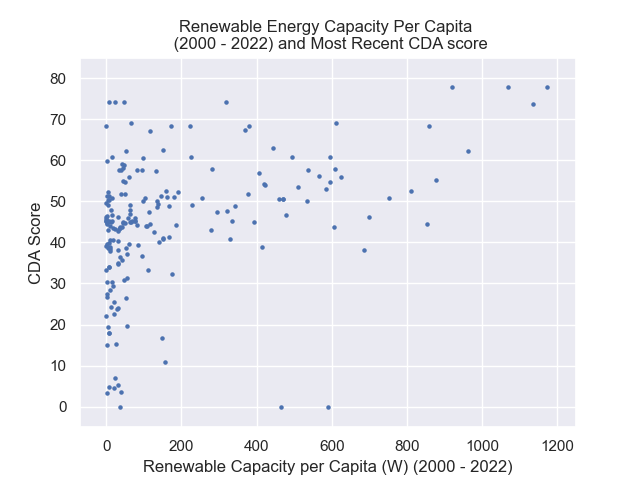 Renewable Energy Capacity Per Capita
(2000 - 2022) and Most Recent CDA score
80
70
60
50
40
30
20
10
0
CDA Score
0 200 400 600 800 1000 1200
Renewable Capacity per Capita (W) (2000 - 2022)